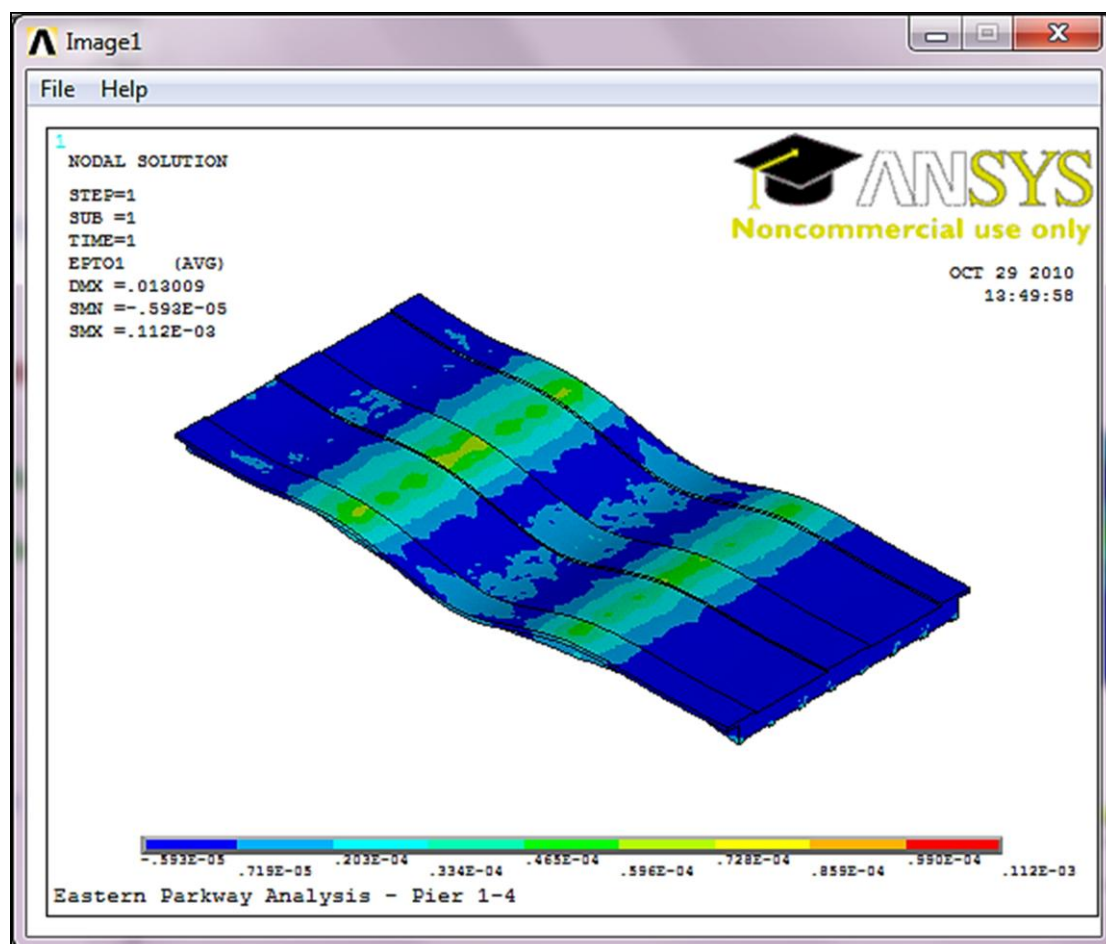 Image1
File Help
1
NODAL SOLUTION
STEP=1
SUB =1
TIME=1
EPTO1 (AVG)
DMX =.013009
SMN =-.593E-05
SMX =.112E-03
ANSYS
Noncommercial use only
OCT 29 2010
13:49:58
-.593E-05 .203E-04 .465E-04 .728E-04 .990E-04
.719E-05 .334E-04 .596E-04 .859E-04 .112E-03
Eastern Parkway Analysis - Pier 1-4